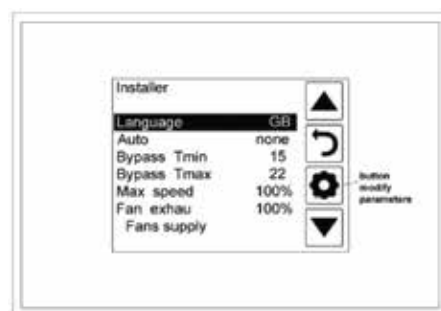 Installer
Language GB
Auto none
Bypass Tmin 15
Bypass Tmax 22
Max speed 100%
Fan exhau 100%
Fans supply
button
modify
parameters